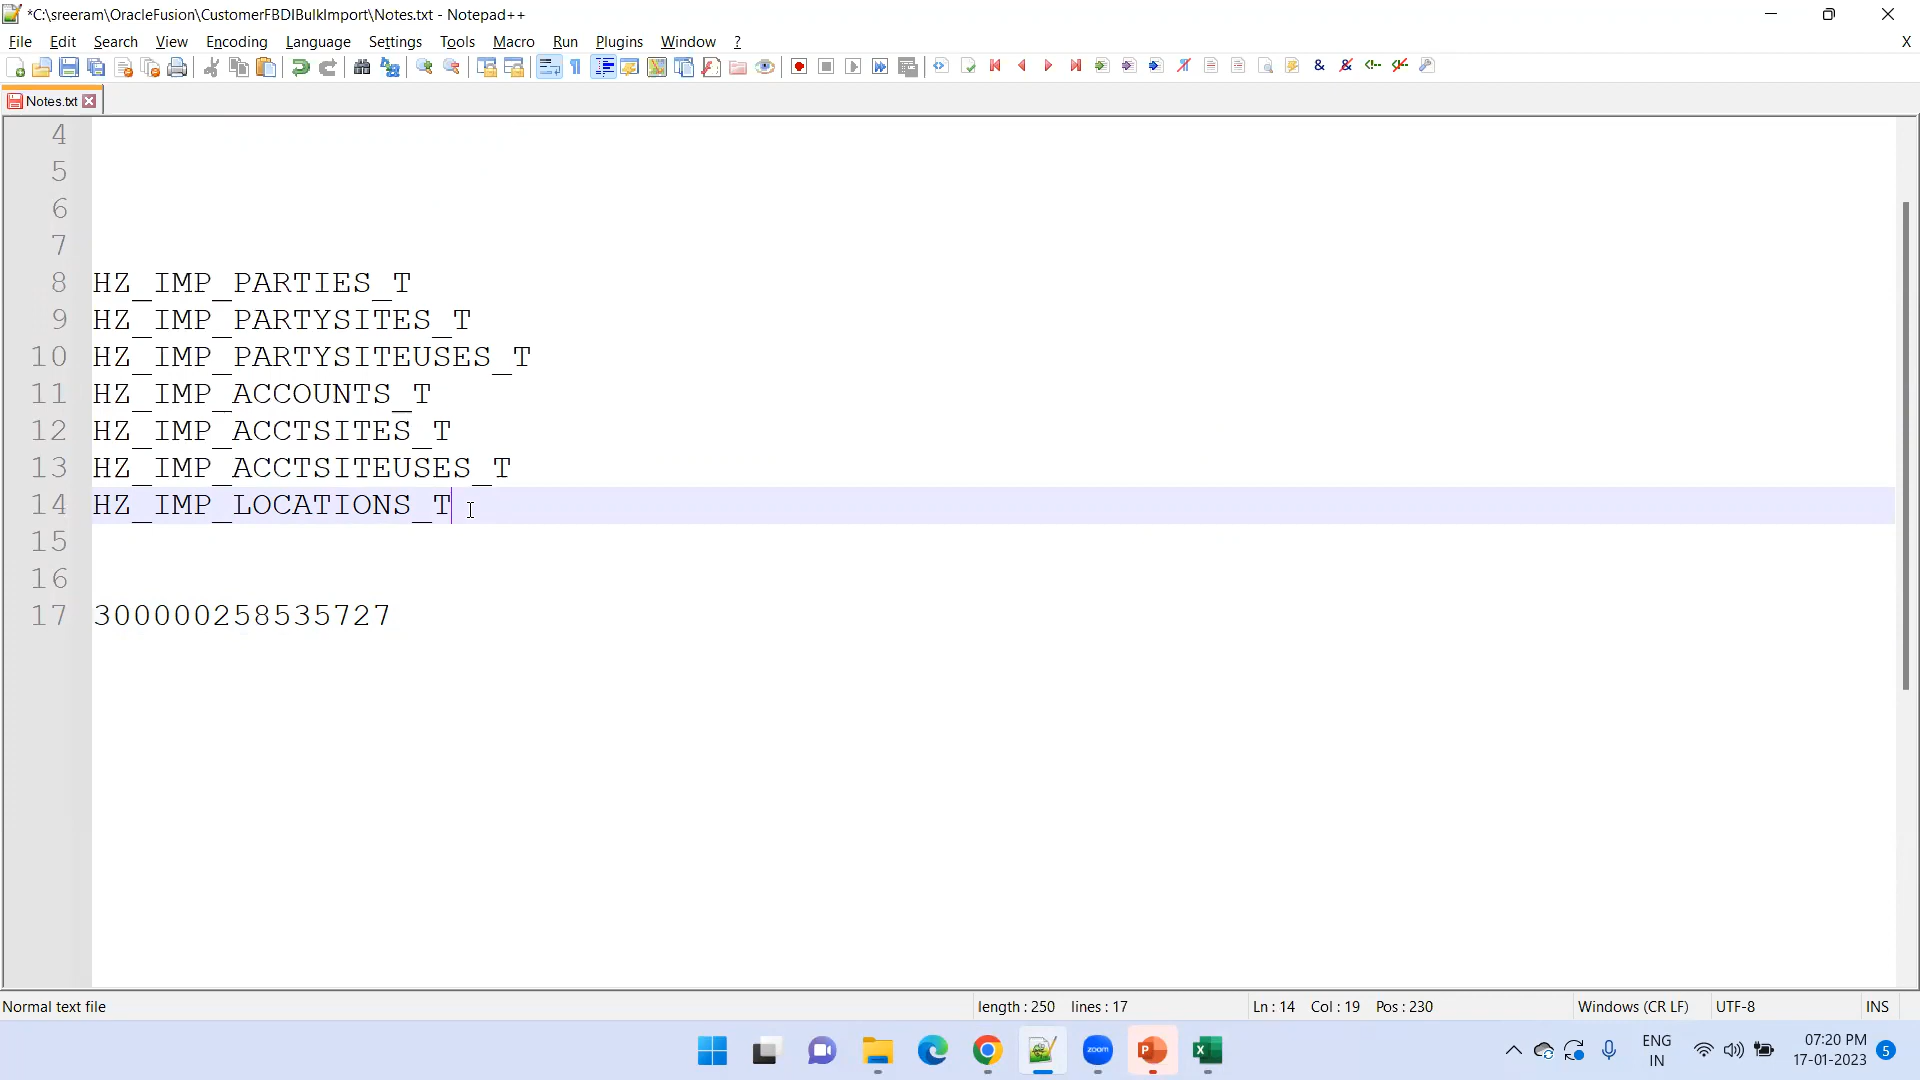 *C:\sreeram\OracleFusion\CustomerFBDIBulkImport\Notes.txt - Notepad++
File Edit Search View Encoding Language Settings Tools Macro Run Plugins Window ? X
Notes.txt
4
5
6
7
8 HZ_IMP_PARTIES_T
9 HZ_IMP_PARTYSITES_T
10 HZ_IMP_PARTYSITEUSES_T
11 HZ_IMP_ACCOUNTS_T
12 HZ_IMP_ACCTSITES_T
13 HZ_IMP_ACCTSITEUSES_T
14 HZ_IMP_LOCATIONS_T
15
16
17 300000258535727
Normal text file length : 250 lines : 17 Ln : 14 Col : 19 Pos : 230 Windows (CR LF) UTF-8 INS
zoom
ENG
IN
07:20 PM
17-01-2023
5